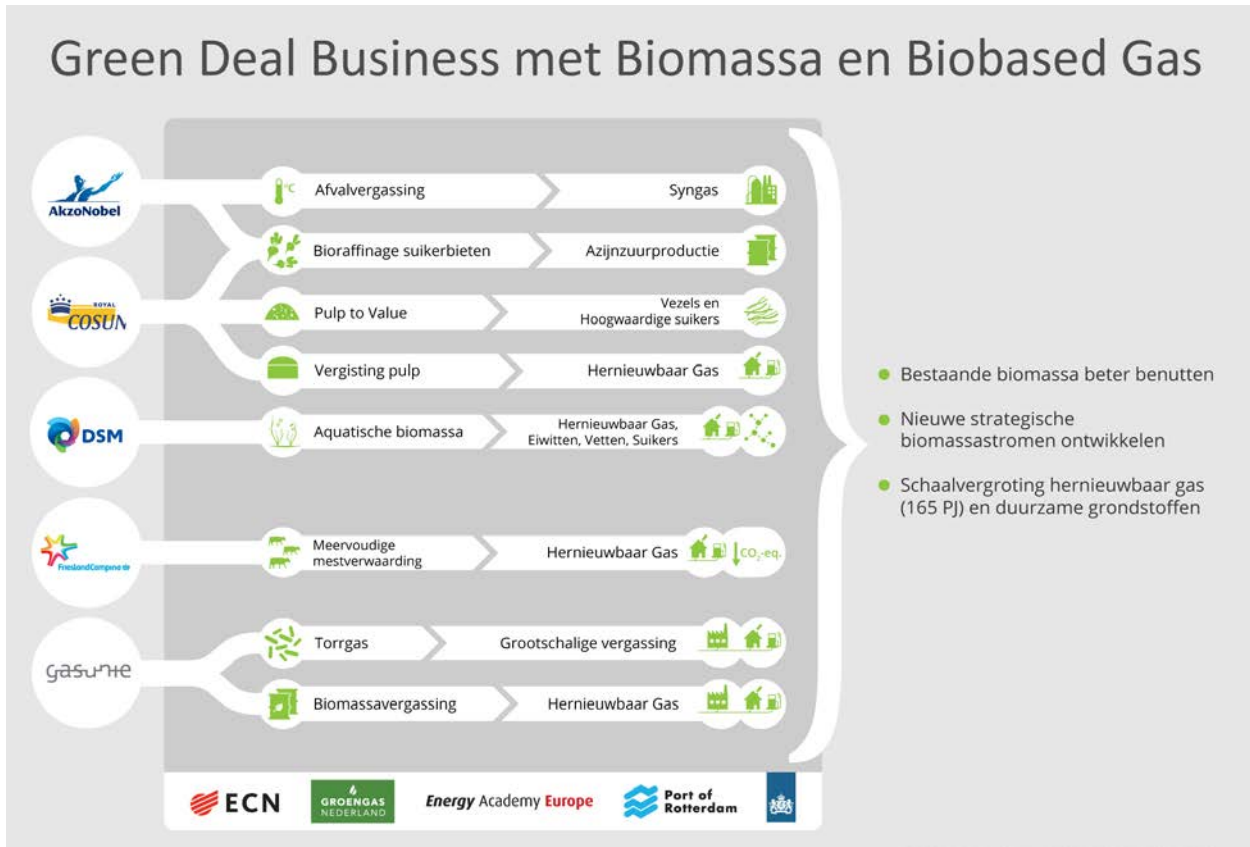 Green Deal Business met Biomassa en Biobased Gas
AkzoNobel
°C
Afvalvergassing
Syngas
Bioraffinage suikerbieten
Azijnzuurproductie
ROYAL
COSUN
Pulp to Value
Vezels en
Hoogwaardige suikers
Vergisting pulp
Hernieuwbaar Gas
DSM
Aquatische biomassa
Hernieuwbaar Gas,
Eiwitten, Vetten, Suikers
FrieslandCampina
Meervoudige
mestverwaarding
Hernieuwbaar Gas
CO₂-eq.
gasunie
Torrgas
Grootschalige vergassing
Biomassavergassing
Hernieuwbaar Gas
Bestaande biomassa beter benutten
Nieuwe strategische
biomassastromen ontwikkelen
Schaalvergroting hernieuwbaar gas
(165 PJ) en duurzame grondstoffen
ECN
GROENGAS
NEDERLAND
Energy Academy Europe
Port of
Rotterdam